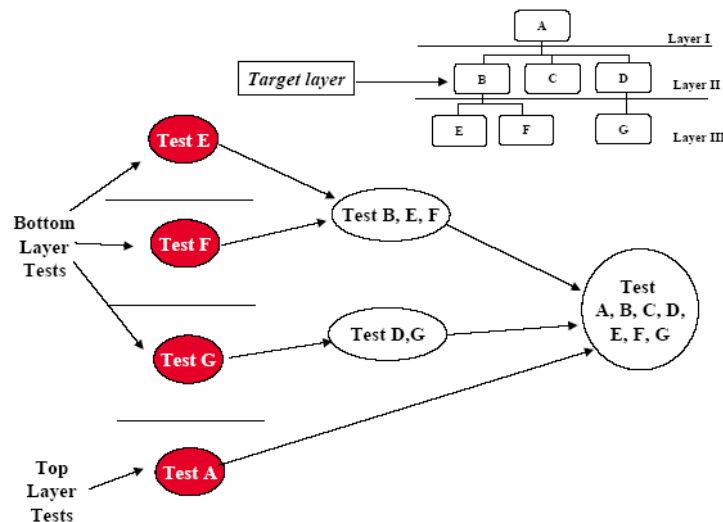 A
Layer I
Target layer
B
C
D
Layer II
E
F
G
Layer III
Test E
Bottom
Layer
Tests
Test F
Test B, E, F
Test
A, B, C, D,
E, F, G
Test G
Test D,G
Top
Layer
Tests
Test A